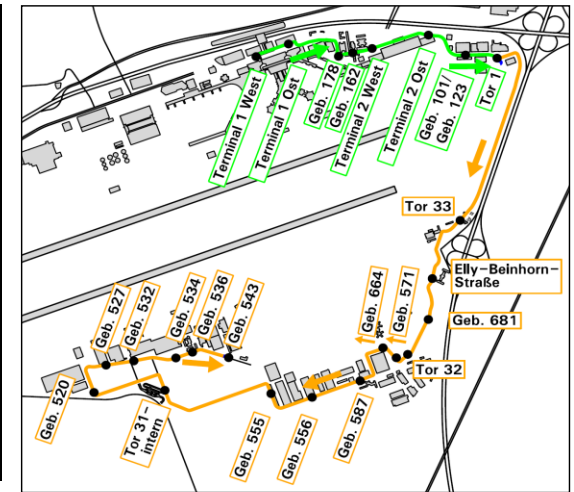 Terminal 1 West
Terminal 1 Ost
Geb. 178
Geb. 162
Terminal 2 West
Terminal 2 Ost
Geb. 101/
Geb. 123
Tor 1
Tor 33
Elly-Beinhorn-
Straße
Geb. 681
Tor 32
Geb. 571
Geb. 664
Geb. 587
Geb. 556
Geb. 555
Tor 31-
intern
Geb. 520
Geb. 527
Geb. 532
Geb. 534
Geb. 536
Geb. 543